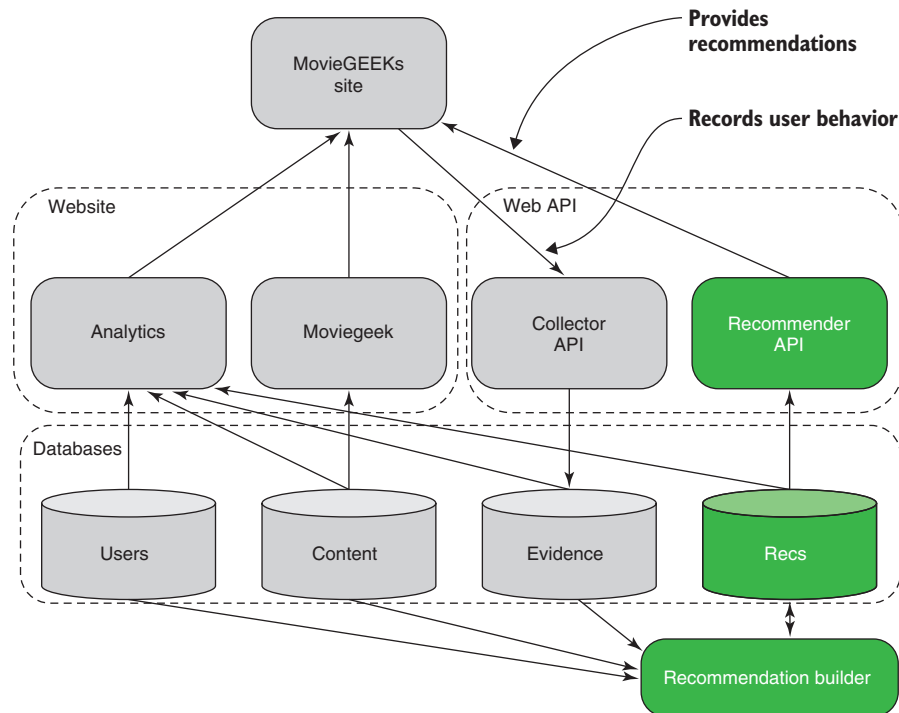 Provides
recommendations
MovieGEEKs
site
Records user behavior
Website
Web API
Analytics
Moviegeek
Collector
API
Recommender
API
Databases
Users
Content
Evidence
Recs
Recommendation builder